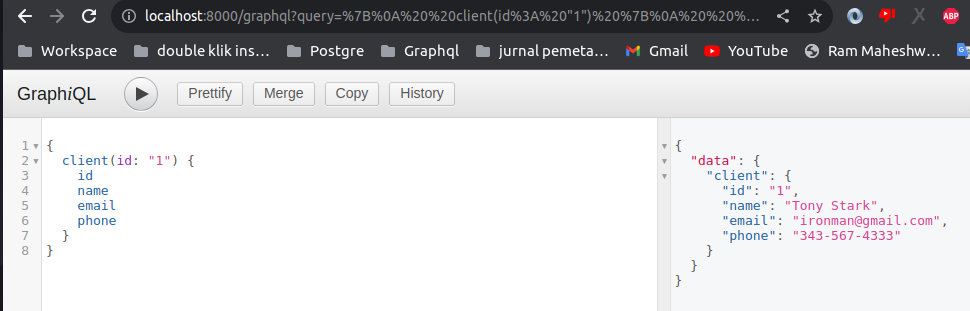 localhost:8000/graphql?query=%7B%0A%20%20client(id%3A%20"1")%20%7B%0A%20%20%20%...
ABP
Workspace double klik ins... Postgre Graphql jurnal pemeta... Gmail YouTube Ram Maheshw...
GraphiQL Prettify Merge Copy History
1 {
2 client(id: "1") {
3 id
4 name
5 email
6 phone
7 }
8 }
{
"data": {
"client": {
"id": "1",
"name": "Tony Stark",
"email": "ironman@gmail.com",
"phone": "343-567-4333"
}
}
}